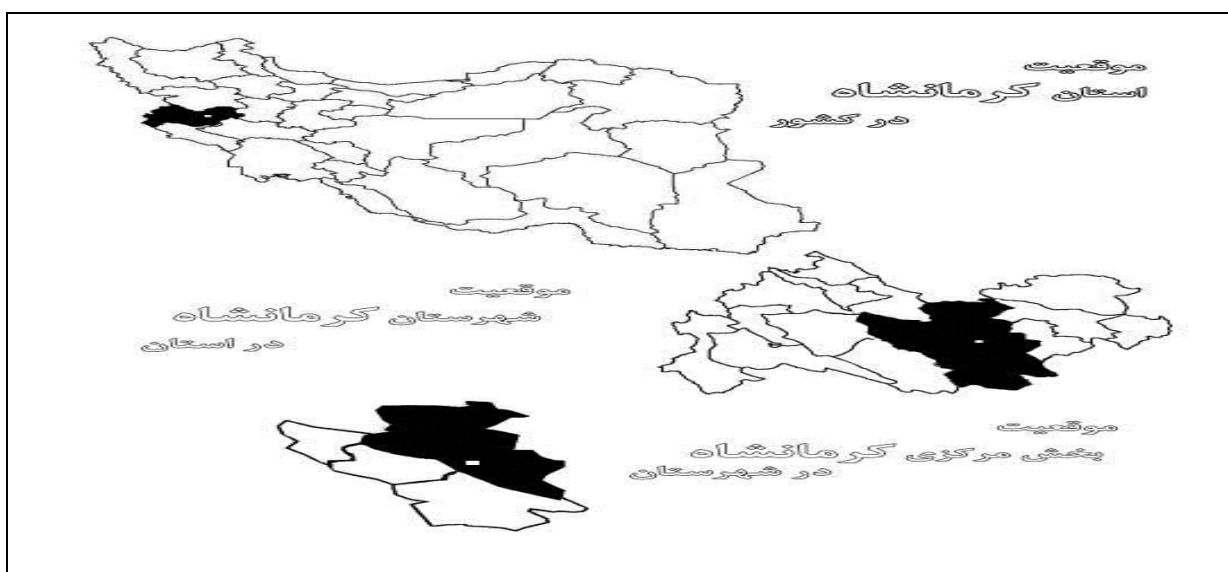 موقعیت
استان کرمانشاه
در کشور
موقعیت
شهرستان کرمانشاه
در استان
موقعیت
بخش مرکزی کرمانشاه
در شهرستان